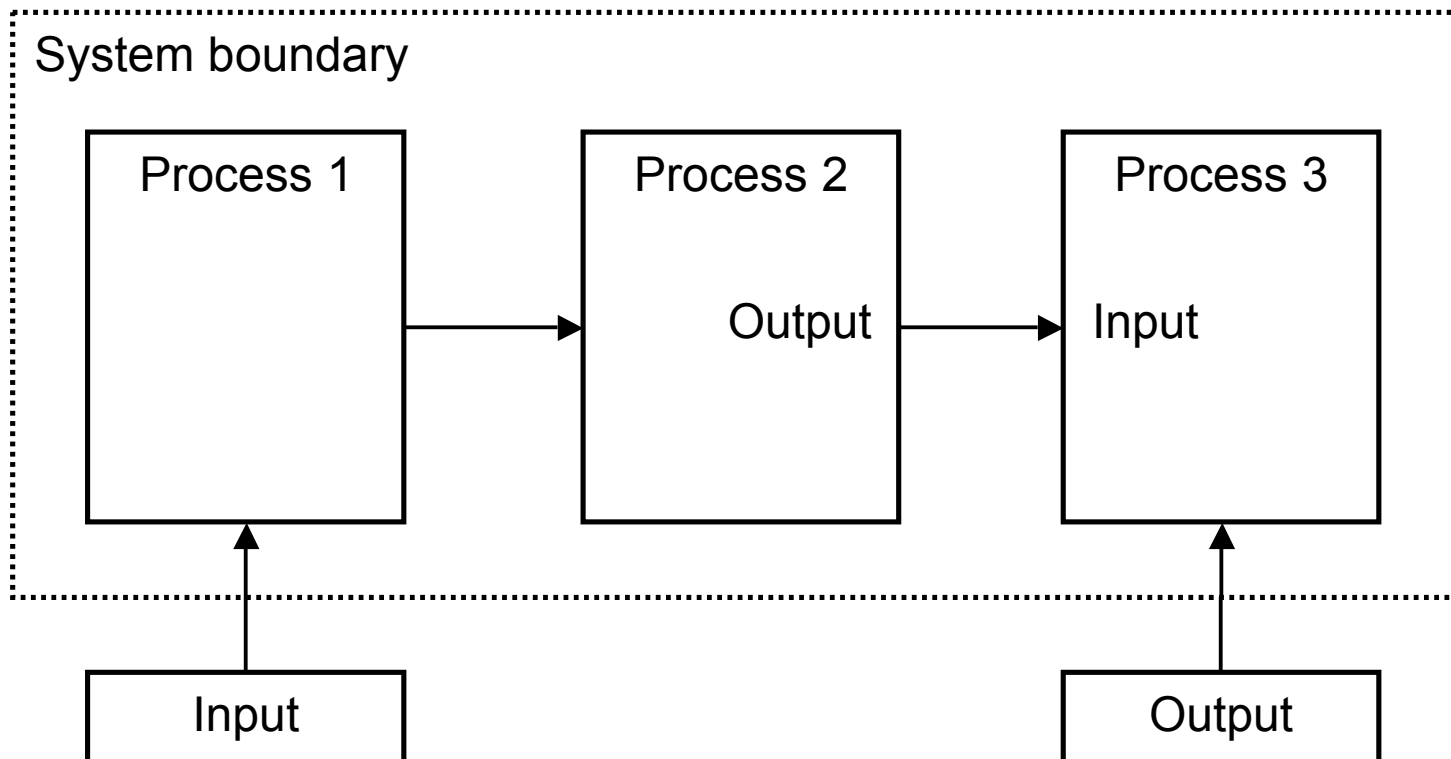 System boundary
Process 1
Process 2
Process 3
Output
Input
Input
Output